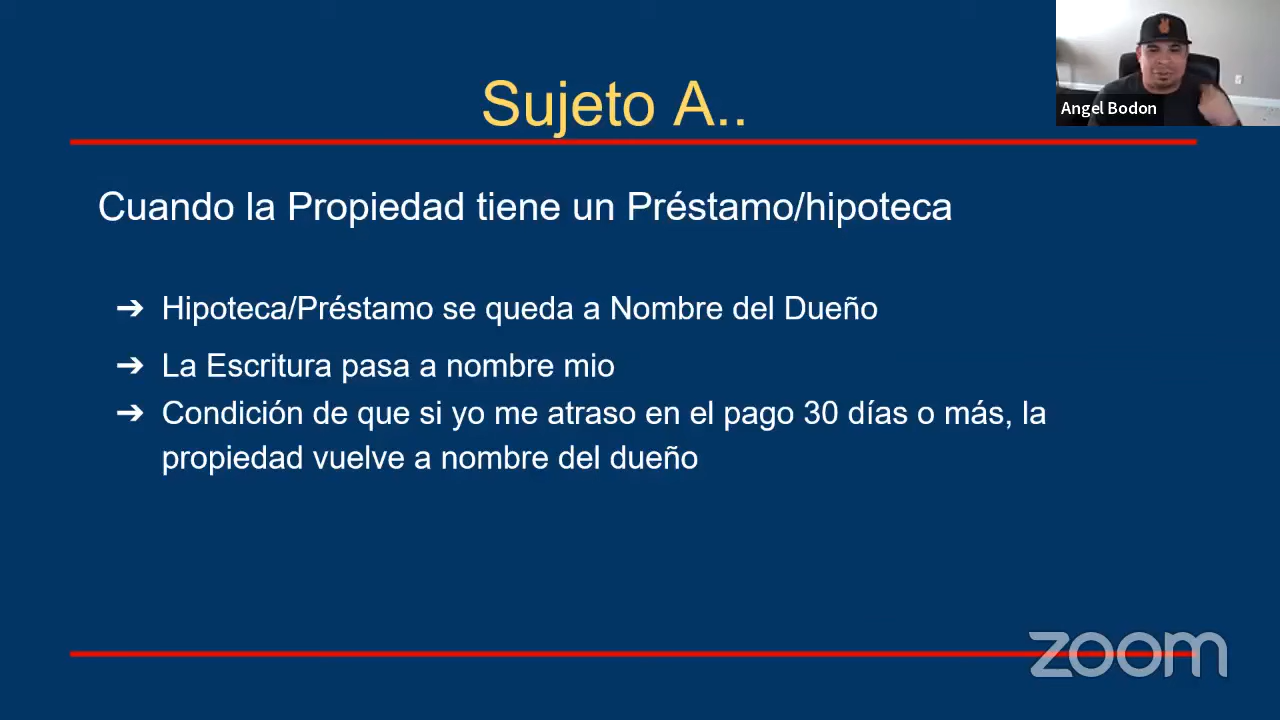 Sujeto A..
Angel Bodon
Cuando la Propiedad tiene un Préstamo/hipoteca
➔ Hipoteca/Préstamo se queda a Nombre del Dueño
➔ La Escritura pasa a nombre mio
➔ Condición de que si yo me atraso en el pago 30 días o más, la
propiedad vuelve a nombre del dueño
zoom